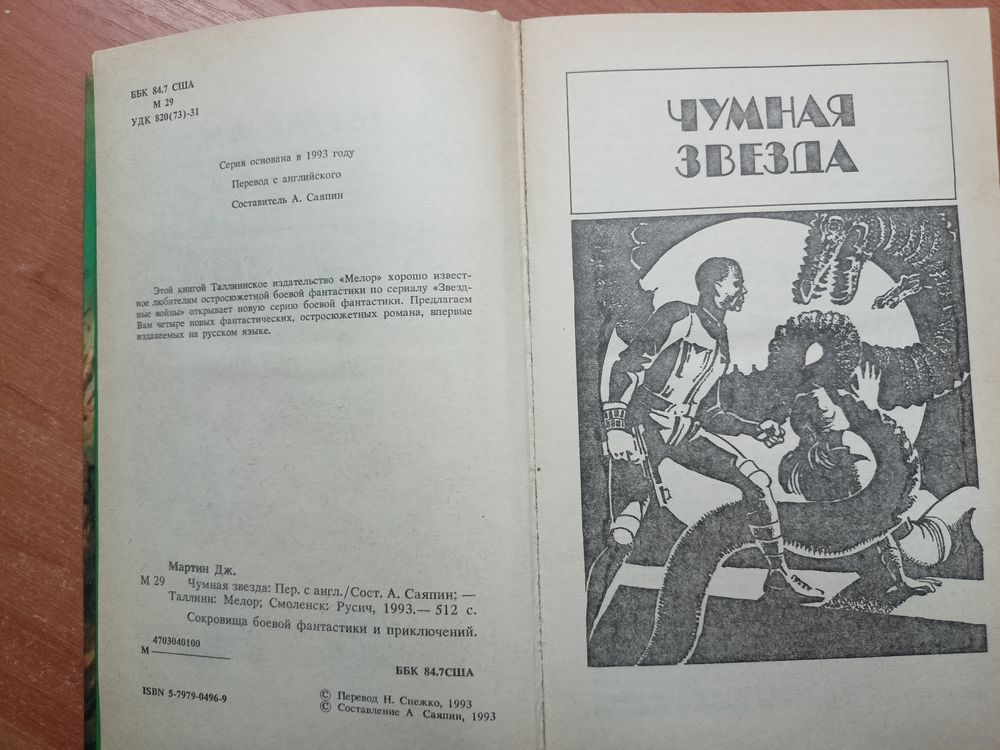 ББК 84.7 США
М 29
УДК 820(73)-31
Серия основана в 1993 году
Перевод с английского
Составитель А. Саяпин
Этой книгой Таллиннское издательство «Мелор» хорошо извест-
ное любителям остросюжетной боевой фантастики по сериалу «Звезд-
ные войны» открывает новую серию боевой фантастики. Предлагаем
Вам четыре новых фантастических, остросюжетных романа, впервые
издаваемых на русском языке.
Мартин Дж.
М 29 Чумная звезда: Пер. с англ./Сост. А. Саяпин; —
Таллинн: Мелор; Смоленск: Русич, 1993.— 512 с.
Сокровища боевой фантастики и приключений.
4703040100
М
ББК 84.7США
ISBN 5-7979-0496-9
© Перевод Н. Снежко, 1993
© Составление А Саяпин, 1993
ЧУМНАЯ
ЗВЕЗДА